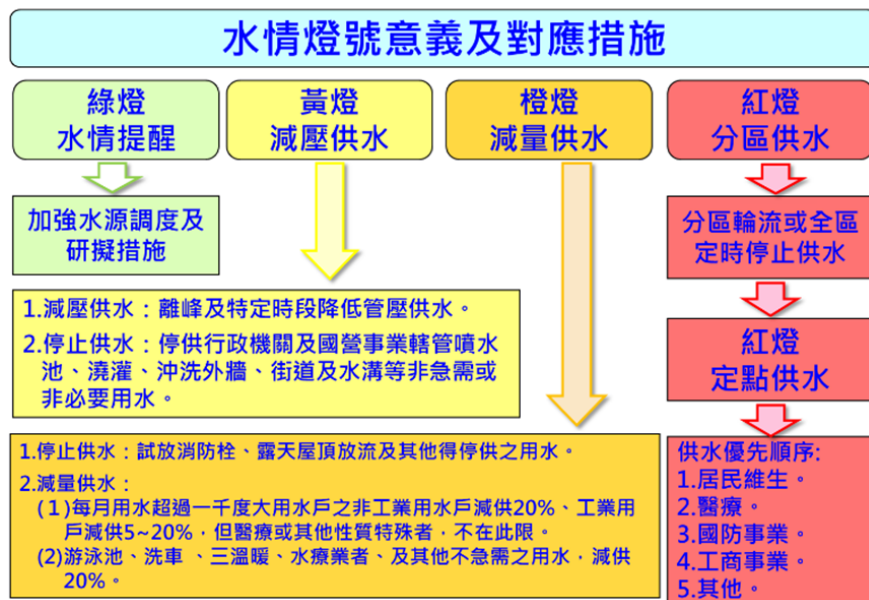 水情燈號意義及對應措施
綠燈
水情提醒
加強水源調度及
研擬措施
黃燈
減壓供水
1.減壓供水：離峰及特定時段降低管壓供水。
2.停止供水：停供行政機關及國營事業轄管噴水
池、澆灌、沖洗外牆、街道及水溝等非急需或
非必要用水。
橙燈
減量供水
1.停止供水：試放消防栓、露天屋頂放流及其他得停供之用水。
2.減量供水：
(１)每月用水超過一千度大用水戶之非工業用水戶減供20%、工業用
戶減供5~20%，但醫療或其他性質特殊者，不在此限。
(2)游泳池、洗車 、三溫暖、水療業者、及其他不急需之用水，減供
20%。
紅燈
分區供水
分區輪流或全區
定時停止供水
紅燈
定點供水
供水優先順序:
1.居民維生。
2.醫療。
3.國防事業。
4.工商事業。
5.其他。